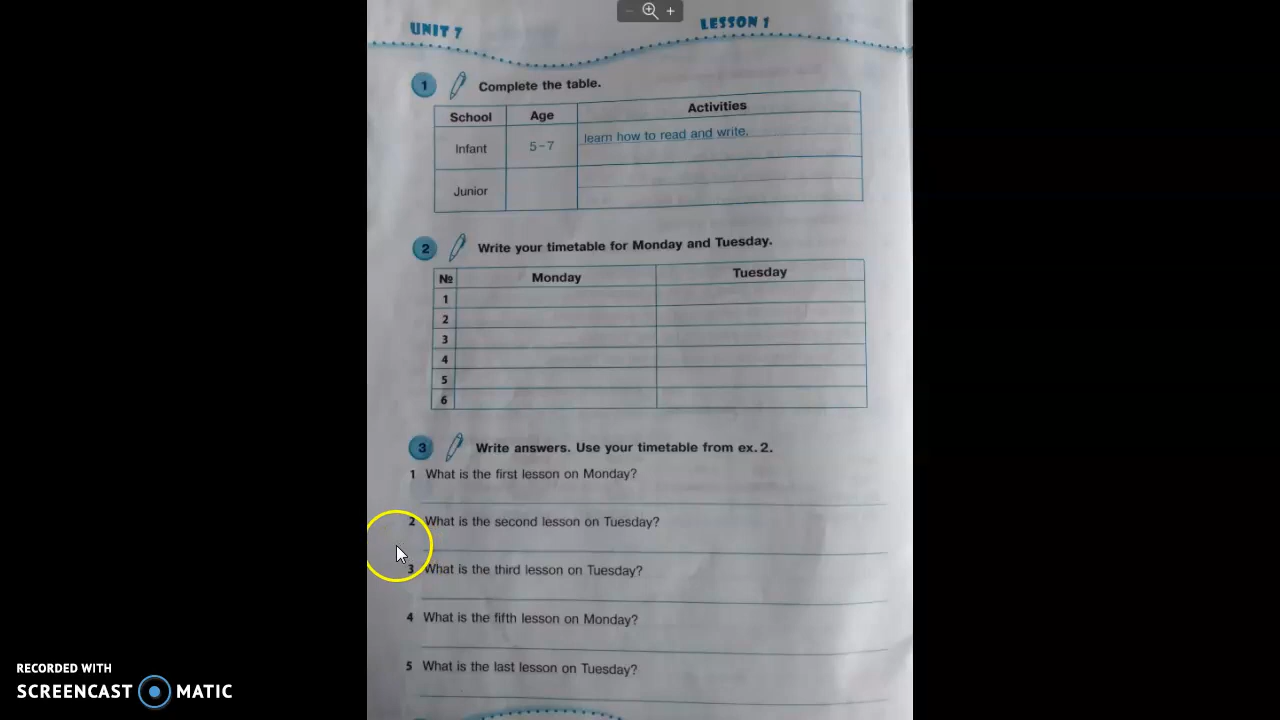 UNIT 7
LESSON 1
1 Complete the table.
School Age Activities
Infant 5-7 learn how to read and write.
Junior
2 Write your timetable for Monday and Tuesday.
№ Monday Tuesday
1
2
3
4
5
6
3 Write answers. Use your timetable from ex. 2.
1 What is the first lesson on Monday?
2 What is the second lesson on Tuesday?
3 What is the third lesson on Tuesday?
4 What is the fifth lesson on Monday?
5 What is the last lesson on Tuesday?
RECORDED WITH
SCREENCAST MATIC